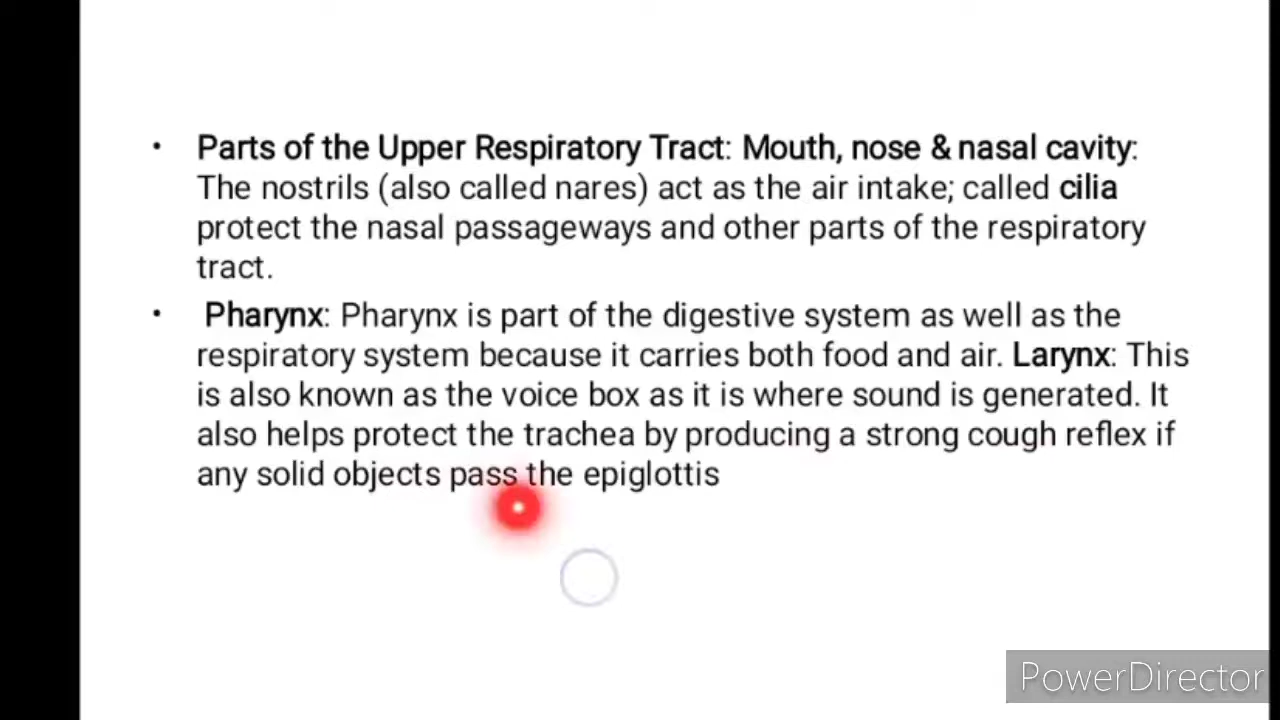 • Parts of the Upper Respiratory Tract: Mouth, nose & nasal cavity:
The nostrils (also called nares) act as the air intake; called cilia
protect the nasal passageways and other parts of the respiratory
tract.
• Pharynx: Pharynx is part of the digestive system as well as the
respiratory system because it carries both food and air. Larynx: This
is also known as the voice box as it is where sound is generated. It
also helps protect the trachea by producing a strong cough reflex if
any solid objects pass the epiglottis
PowerDirector